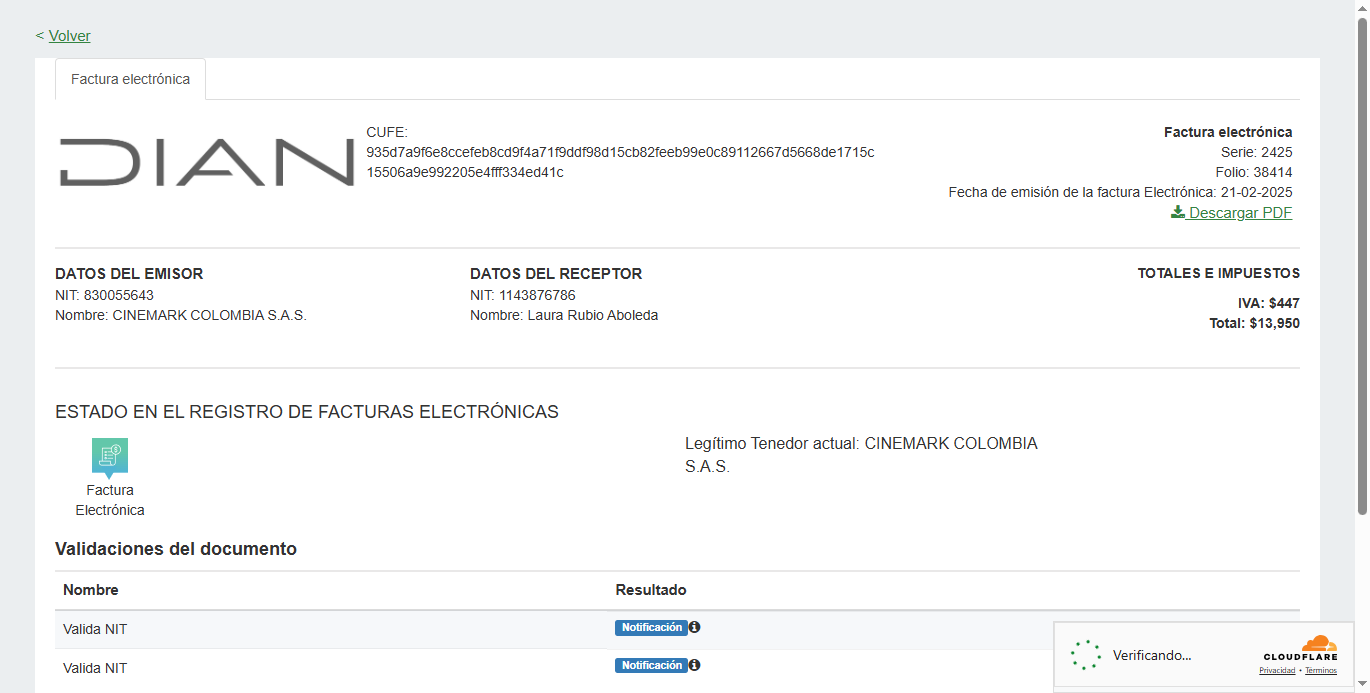 < Volver
Factura electrónica
DIAN
CUFE:
935d7a9f6e8ccefeb8cd9f4a71f9ddf98d15cb82feeb99e0c89112667d5668de1715c
15506a9e992205e4fff334ed41c
Factura electrónica
Serie: 2425
Folio: 38414
Fecha de emisión de la factura Electrónica: 21-02-2025
Descargar PDF
DATOS DEL EMISOR
NIT: 830055643
Nombre: CINEMARK COLOMBIA S.A.S.
DATOS DEL RECEPTOR
NIT: 1143876786
Nombre: Laura Rubio Aboleda
TOTALES E IMPUESTOS
IVA: $447
Total: $13,950
ESTADO EN EL REGISTRO DE FACTURAS ELECTRÓNICAS
Factura
Electrónica
Legítimo Tenedor actual: CINEMARK COLOMBIA
S.A.S.
Validaciones del documento
Nombre Resultado
Valida NIT Notificación
Valida NIT Notificación
Verificando...
CLOUDFLARE
Privacidad • Términos